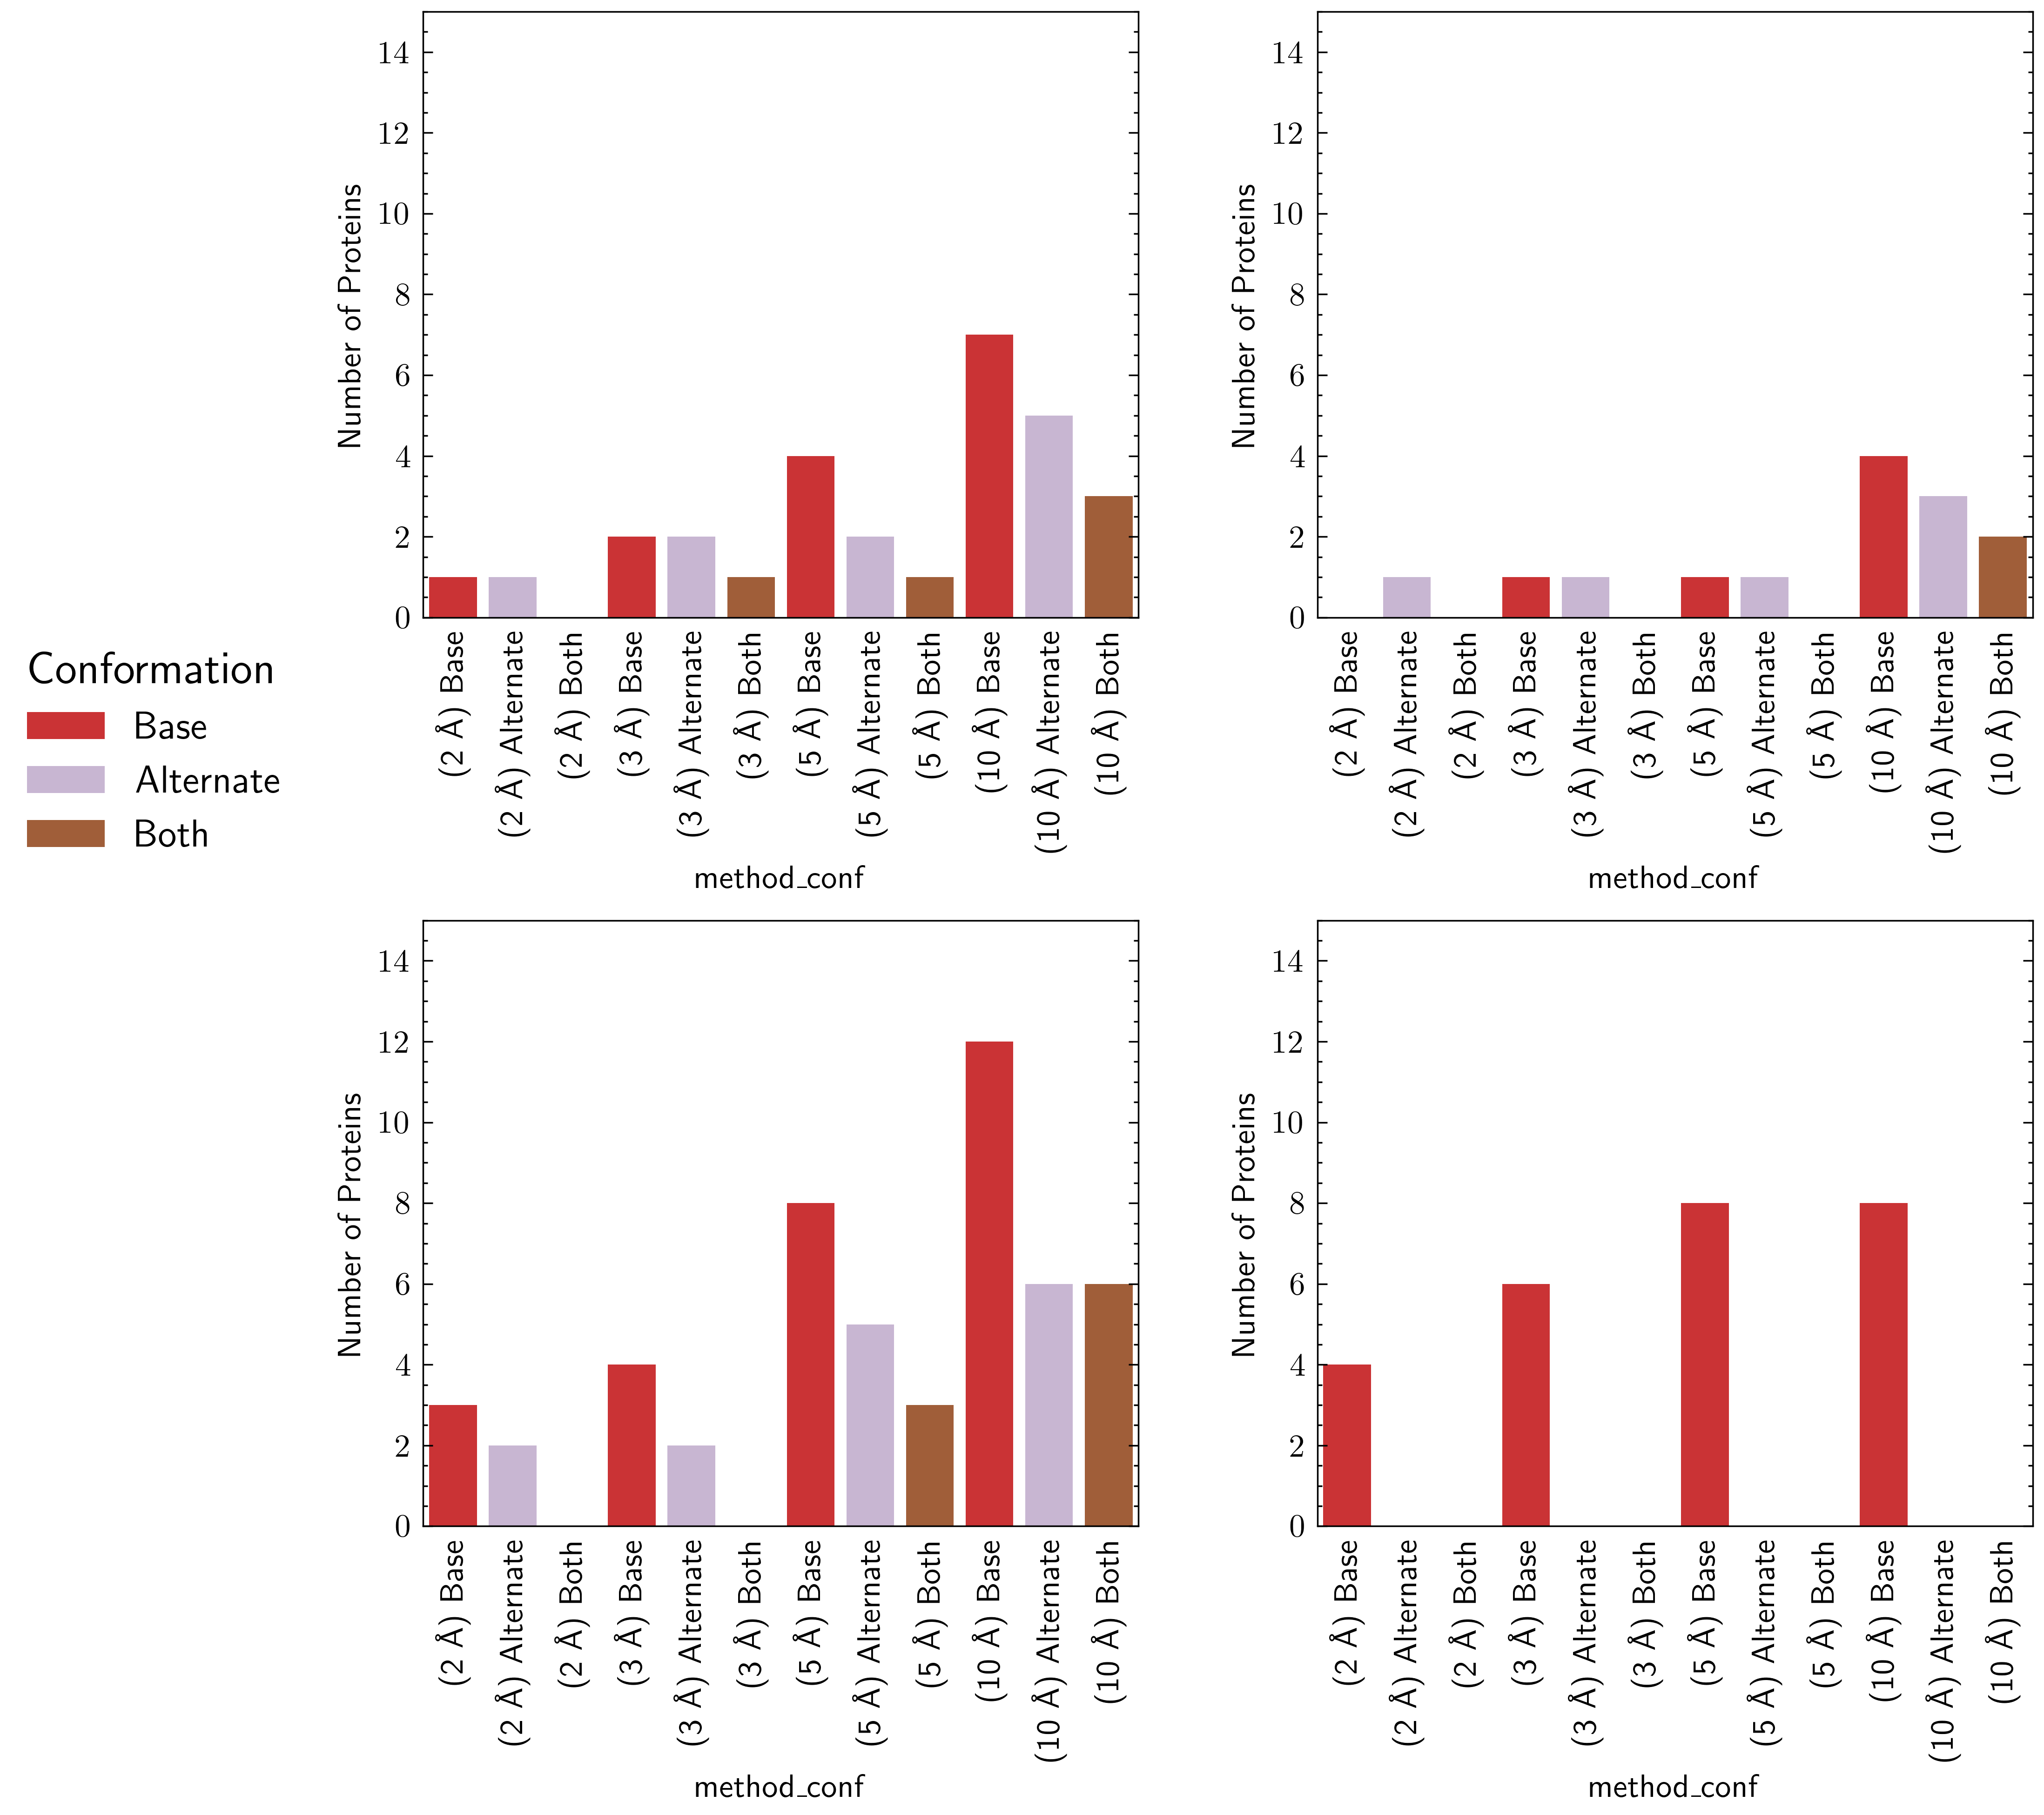 14
12
10
8
6
4
2
0
Number of Proteins
(2 Å) Base
(2 Å) Alternate
(2 Å) Both
(3 Å) Base
(3 Å) Alternate
(3 Å) Both
(5 Å) Base
(5 Å) Alternate
(5 Å) Both
(10 Å) Base
(10 Å) Alternate
(10 Å) Both
method_conf
14
12
10
8
6
4
2
0
Number of Proteins
(2 Å) Base
(2 Å) Alternate
(2 Å) Both
(3 Å) Base
(3 Å) Alternate
(3 Å) Both
(5 Å) Base
(5 Å) Alternate
(5 Å) Both
(10 Å) Base
(10 Å) Alternate
(10 Å) Both
method_conf
Conformation
Base
Alternate
Both
14
12
10
8
6
4
2
0
Number of Proteins
(2 Å) Base
(2 Å) Alternate
(2 Å) Both
(3 Å) Base
(3 Å) Alternate
(3 Å) Both
(5 Å) Base
(5 Å) Alternate
(5 Å) Both
(10 Å) Base
(10 Å) Alternate
(10 Å) Both
method_conf
14
12
10
8
6
4
2
0
Number of Proteins
(2 Å) Base
(2 Å) Alternate
(2 Å) Both
(3 Å) Base
(3 Å) Alternate
(3 Å) Both
(5 Å) Base
(5 Å) Alternate
(5 Å) Both
(10 Å) Base
(10 Å) Alternate
(10 Å) Both
method_conf